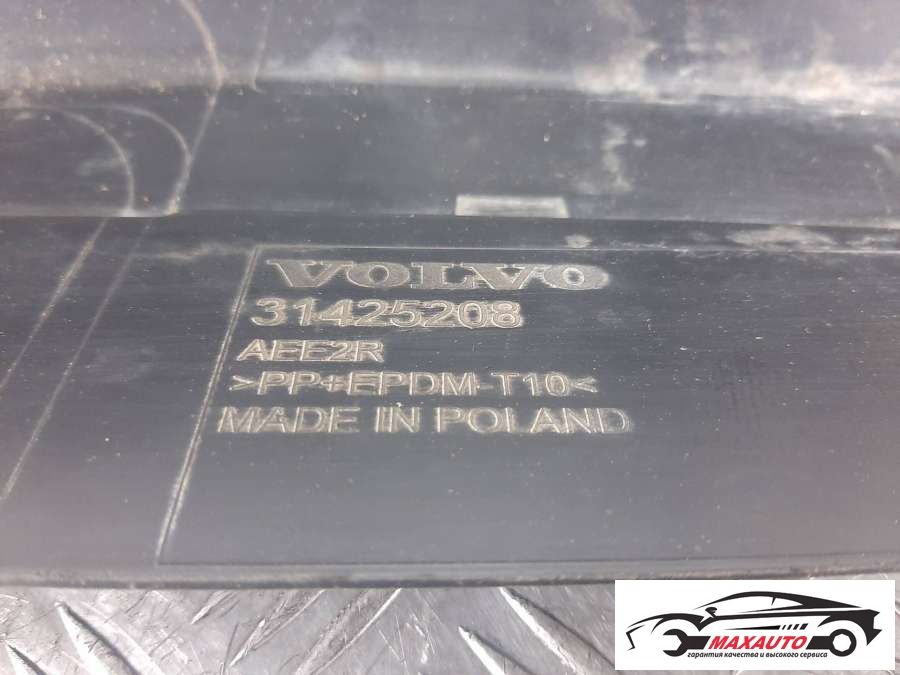 VOLVO
31425208
AEE2R
>PP+EPDM-T10<
MADE IN POLAND
MAXAUTO
гарантия качества и высокого сервиса